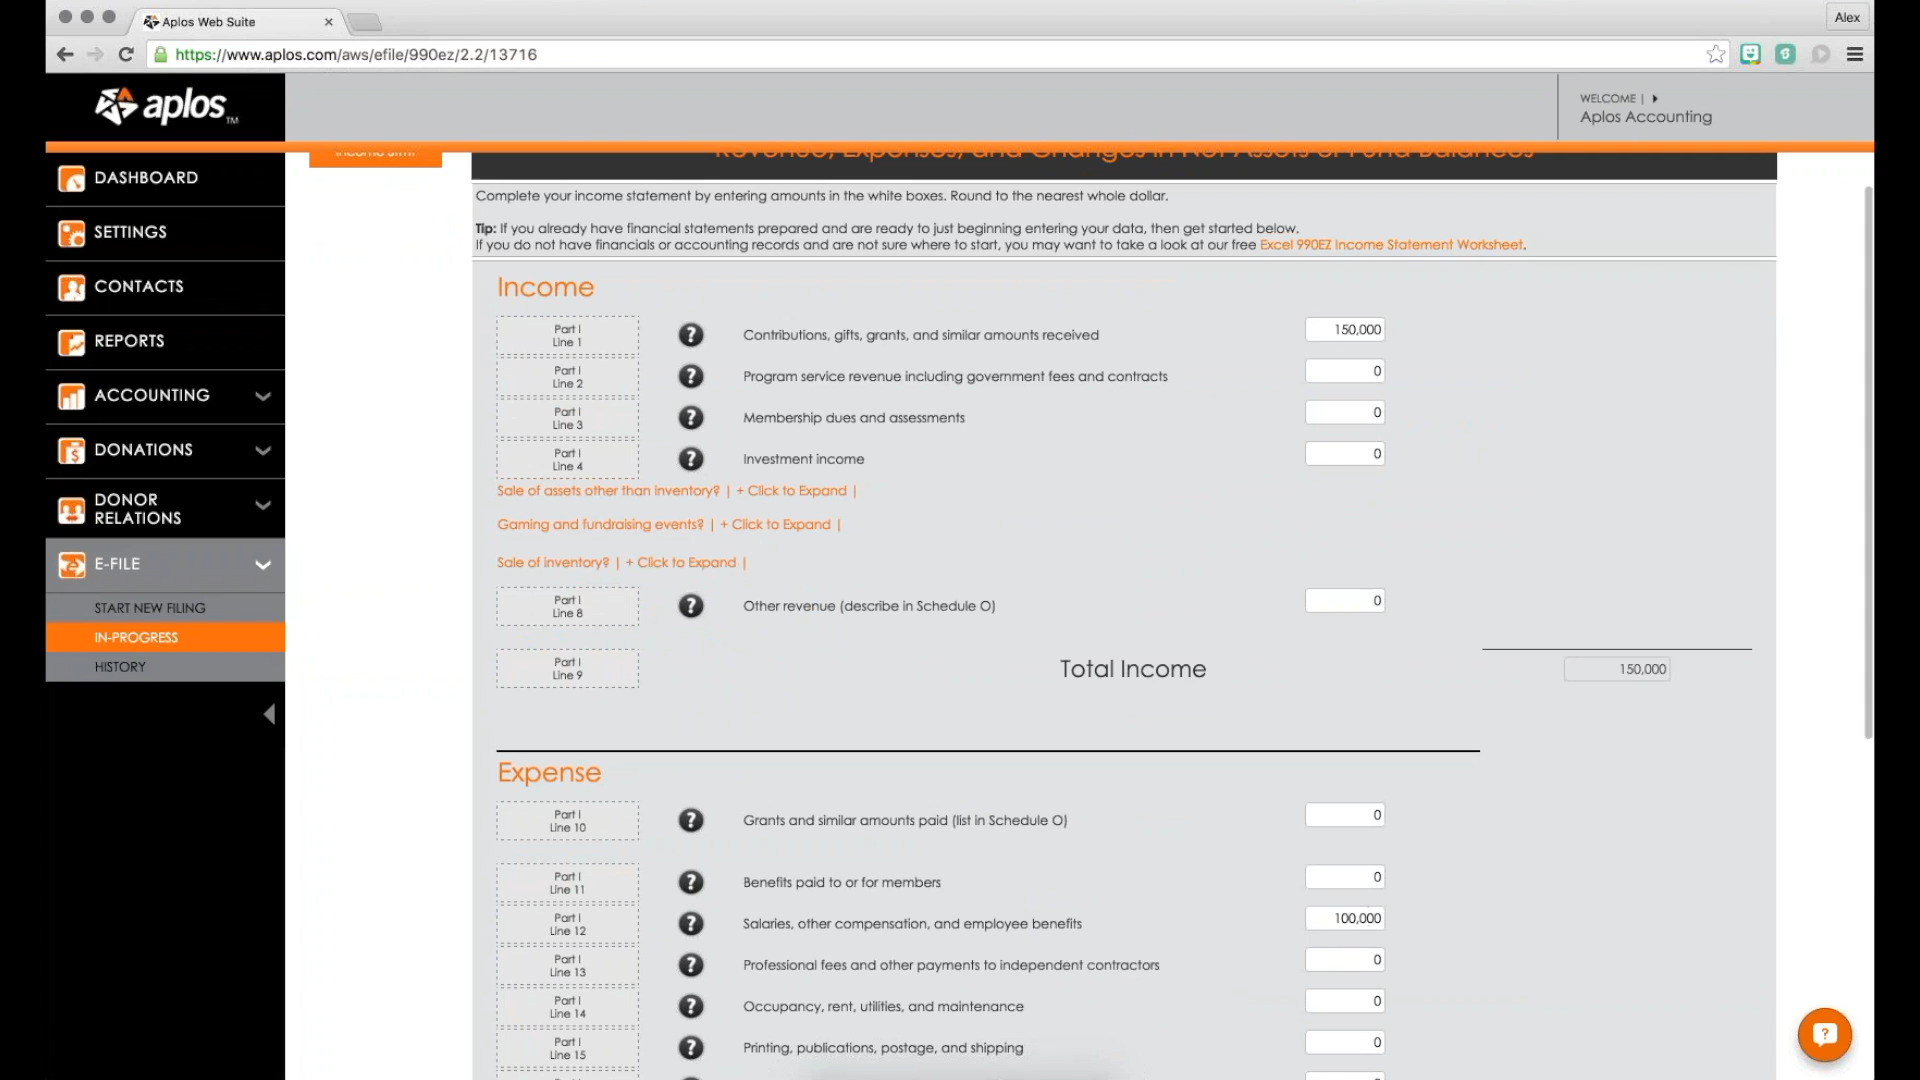 Aplos Web Suite
Alex
https://www.aplos.com/aws/efile/990ez/2.2/13716
aplos TM
WELCOME |
Aplos Accounting
DASHBOARD
SETTINGS
CONTACTS
REPORTS
ACCOUNTING
DONATIONS
DONOR
RELATIONS
E-FILE
START NEW FILING
IN-PROGRESS
HISTORY
Revenue, Expenses, and Changes in Net Assets or Fund Balances
Complete your income statement by entering amounts in the white boxes. Round to the nearest whole dollar.
Tip: If you already have financial statements prepared and are ready to just beginning entering your data, then get started below.
If you do not have financials or accounting records and are not sure where to start, you may want to take a look at our free Excel 990EZ Income Statement Worksheet.
Income
Part I
Line 1
? Contributions, gifts, grants, and similar amounts received 150,000
Part I
Line 2
? Program service revenue including government fees and contracts 0
Part I
Line 3
? Membership dues and assessments 0
Part I
Line 4
? Investment income 0
Sale of assets other than inventory? | + Click to Expand |
Gaming and fundraising events? | + Click to Expand |
Sale of inventory? | + Click to Expand |
Part I
Line 8
? Other revenue (describe in Schedule O) 0
Part I
Line 9
Total Income 150,000
Expense
Part I
Line 10
? Grants and similar amounts paid (list in Schedule O) 0
Part I
Line 11
? Benefits paid to or for members 0
Part I
Line 12
? Salaries, other compensation, and employee benefits 100,000
Part I
Line 13
? Professional fees and other payments to independent contractors 0
Part I
Line 14
? Occupancy, rent, utilities, and maintenance 0
Part I
Line 15
? Printing, publications, postage, and shipping 0